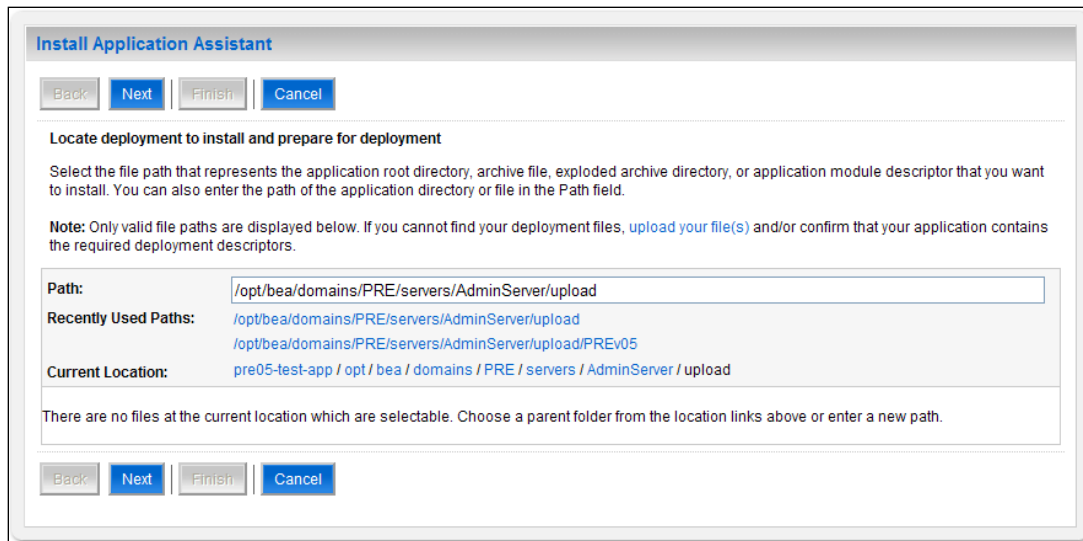 Install Application Assistant
Back Next Finish Cancel
Locate deployment to install and prepare for deployment
Select the file path that represents the application root directory, archive file, exploded archive directory, or application module descriptor that you want
to install. You can also enter the path of the application directory or file in the Path field.
Note: Only valid file paths are displayed below. If you cannot find your deployment files, upload your file(s) and/or confirm that your application contains
the required deployment descriptors.
Path: /opt/bea/domains/PRE/servers/AdminServer/upload
Recently Used Paths: /opt/bea/domains/PRE/servers/AdminServer/upload
/opt/bea/domains/PRE/servers/AdminServer/upload/PREv05
Current Location: pre05-test-app / opt / bea / domains / PRE / servers / AdminServer / upload
There are no files at the current location which are selectable. Choose a parent folder from the location links above or enter a new path.
Back Next Finish Cancel